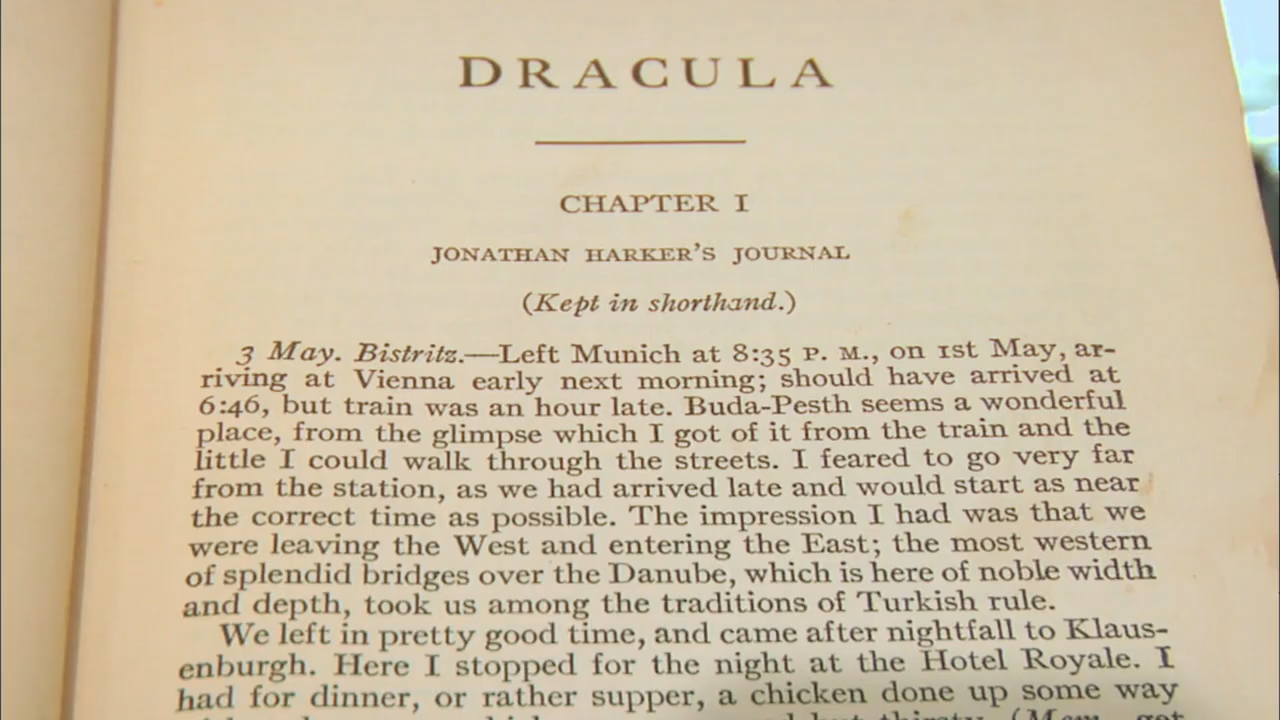 DRACULA
CHAPTER I
JONATHAN HARKER'S JOURNAL
(Kept in shorthand.)
3 May. Bistritz.—Left Munich at 8:35 P. M., on 1st May, ar-
riving at Vienna early next morning; should have arrived at
6:46, but train was an hour late. Buda-Pesth seems a wonderful
place, from the glimpse which I got of it from the train and the
little I could walk through the streets. I feared to go very far
from the station, as we had arrived late and would start as near
the correct time as possible. The impression I had was that we
were leaving the West and entering the East; the most western
of splendid bridges over the Danube, which is here of noble width
and depth, took us among the traditions of Turkish rule.
We left in pretty good time, and came after nightfall to Klaus-
enburgh. Here I stopped for the night at the Hotel Royale. I
had for dinner, or rather supper, a chicken done up some way
but thirsty. (Mem. get